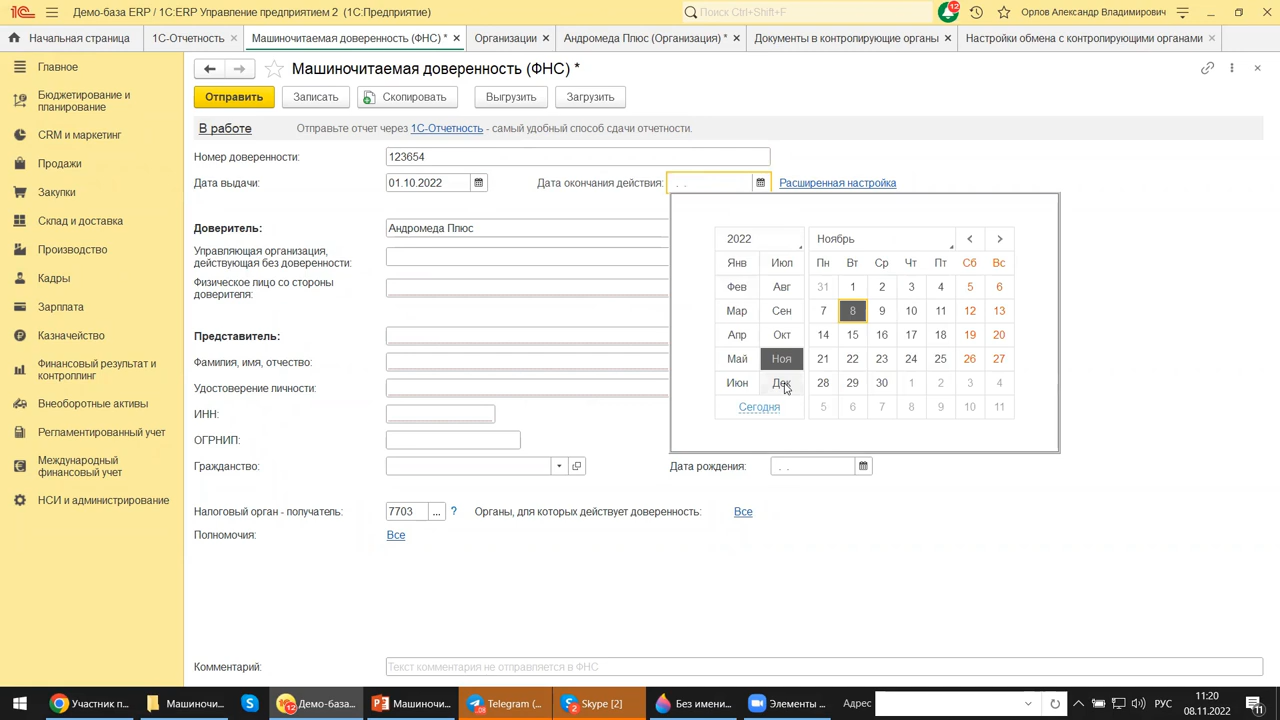 Демо-база ERP / 1С:ERP Управление предприятием 2 (1С:Предприятие)
Поиск Ctrl+Shift+F
12
Орлов Александр Владимирович
Начальная страница
1С-Отчетность
Машиночитаемая доверенность (ФНС) *
Организации
Андромеда Плюс (Организация) *
Документы в контролирующие органы
Настройки обмена с контролирующими органами
Главное
Бюджетирование и
планирование
CRM и маркетинг
Продажи
Закупки
Склад и доставка
Производство
Кадры
Зарплата
Казначейство
Финансовый результат и
контроллинг
Внеоборотные активы
Регламентированный учет
Международный
финансовый учет
НСИ и администрирование
Машиночитаемая доверенность (ФНС) *
Отправить
Записать
Скопировать
Выгрузить
Загрузить
В работе
Отправьте отчет через 1С-Отчетность - самый удобный способ сдачи отчетности.
Номер доверенности: 123654
Дата выдачи: 01.10.2022
Дата окончания действия: . .
Расширенная настройка
Доверитель: Андромеда Плюс
Управляющая организация,
действующая без доверенности:
Физическое лицо со стороны
доверителя:
Представитель:
Фамилия, имя, отчество:
Удостоверение личности:
ИНН:
ОГРНИП:
Гражданство:
Дата рождения: . .
2022 Ноябрь < >
Янв Июл Пн Вт Ср Чт Пт Сб Вс
Фев Авг 31 1 2 3 4 5 6
Мар Сен 7 8 9 10 11 12 13
Апр Окт 14 15 16 17 18 19 20
Май Ноя 21 22 23 24 25 26 27
Июн Дек 28 29 30 1 2 3 4
Сегодня 5 6 7 8 9 10 11
Налоговый орган - получатель: 7703 ... ?
Органы, для которых действует доверенность: Все
Полномочия: Все
Комментарий: Текст комментария не отправляется в ФНС
Участник п...
Машиночи...
Демо-база...
Машиночи...
Telegram (...
Skype [2]
Без имени...
Элементы ...
Адрес
РУС
11:20
08.11.2022
11